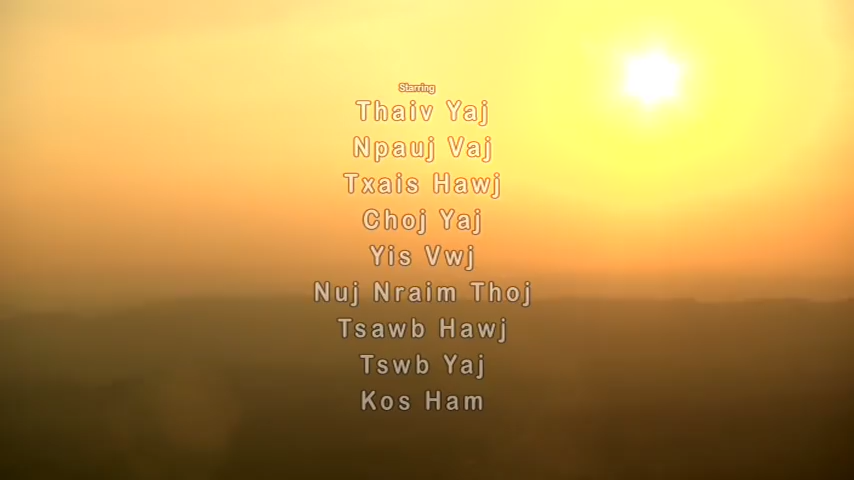 Starring
Thaiv Yaj
Npauj Vaj
Txais Hawj
Choj Yaj
Yis Vwj
Nuj Nraim Thoj
Tsawb Hawj
Tswb Yaj
Kos Ham